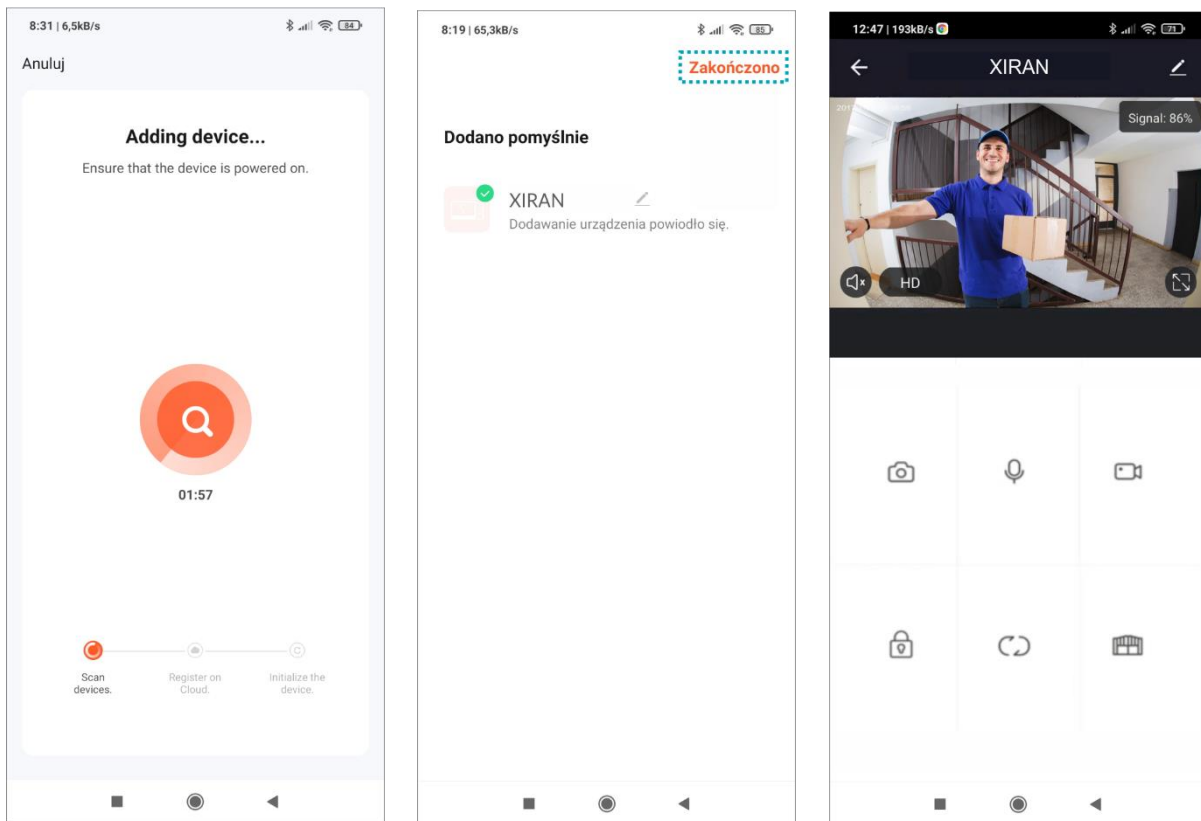 8:31 | 6,5kB/s
84
Anuluj
Adding device...
Ensure that the device is powered on.
01:57
Scan
devices.
Register on
Cloud.
Initialize the
device.
8:19 | 65,3kB/s
85
Zakończono
Dodano pomyślnie
XIRAN
Dodawanie urządzenia powiodło się.
12:47 | 193kB/s
71
XIRAN
Signal: 86%
HD